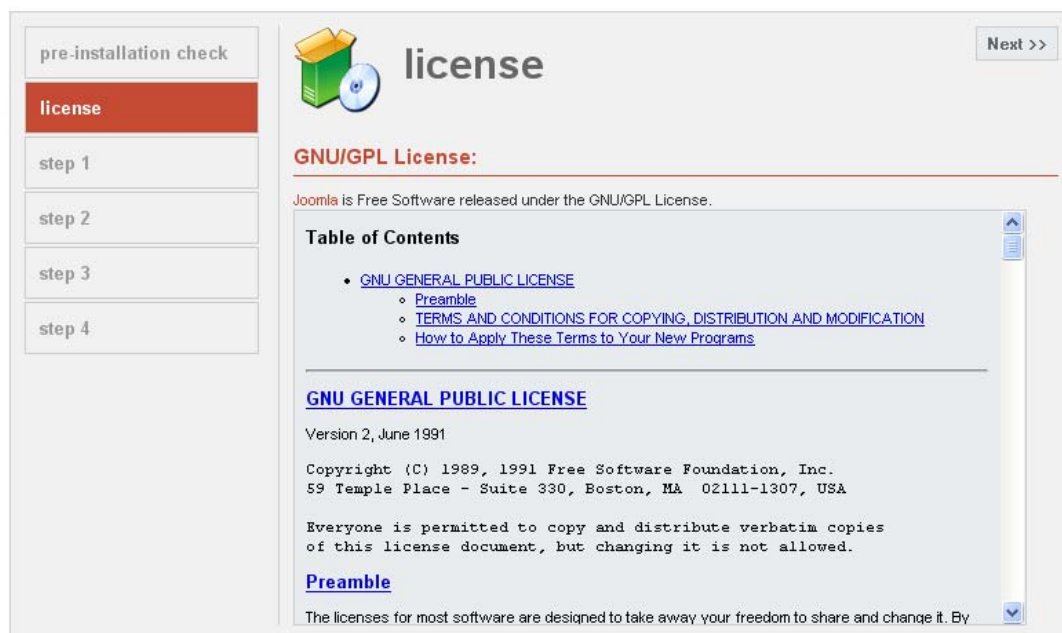 pre-installation check
license
step 1
step 2
step 3
step 4
license
Next >>
GNU/GPL License:
Joomla is Free Software released under the GNU/GPL License.
Table of Contents
GNU GENERAL PUBLIC LICENSE
Preamble
TERMS AND CONDITIONS FOR COPYING, DISTRIBUTION AND MODIFICATION
How to Apply These Terms to Your New Programs
GNU GENERAL PUBLIC LICENSE
Version 2, June 1991
Copyright (C) 1989, 1991 Free Software Foundation, Inc.
59 Temple Place - Suite 330, Boston, MA  02111-1307, USA
Everyone is permitted to copy and distribute verbatim copies
of this license document, but changing it is not allowed.
Preamble
The licenses for most software are designed to take away your freedom to share and change it. By